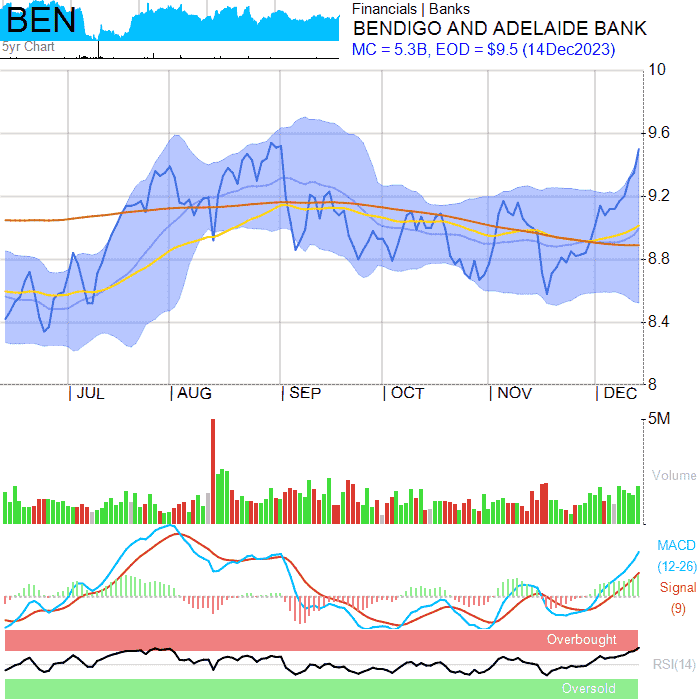 BEN
5yr Chart
Financials | Banks
BENDIGO AND ADELAIDE BANK
MC = 5.3B, EOD = $9.5 (14Dec2023)
10
9.6
9.2
8.8
8.4
8
| JUL | AUG | SEP | OCT | NOV | DEC
5M
Volume
MACD
(12-26)
Signal
(9)
Overbought
RSI(14)
Oversold